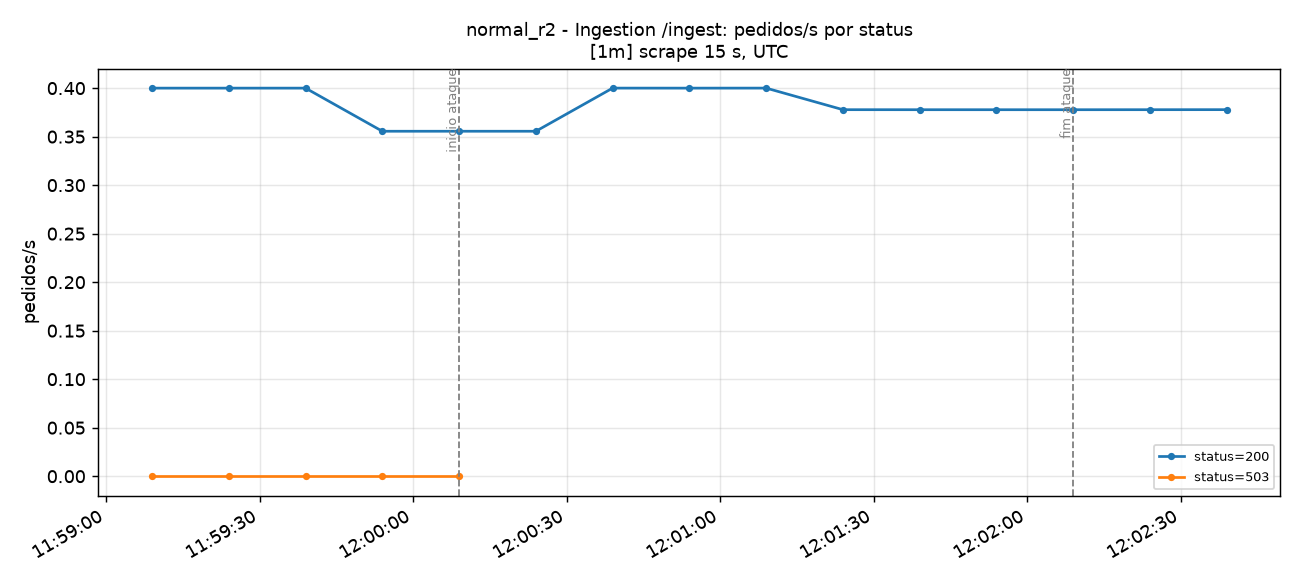 normal_r2 - Ingestion /ingest: pedidos/s por status
[1m] scrape 15 s, UTC
inicio ataque
fim ataque
0.40
0.35
0.30
0.25
0.20
0.15
0.10
0.05
0.00
pedidos/s
status=200
status=503
11:59:00
11:59:30
12:00:00
12:00:30
12:01:00
12:01:30
12:02:00
12:02:30